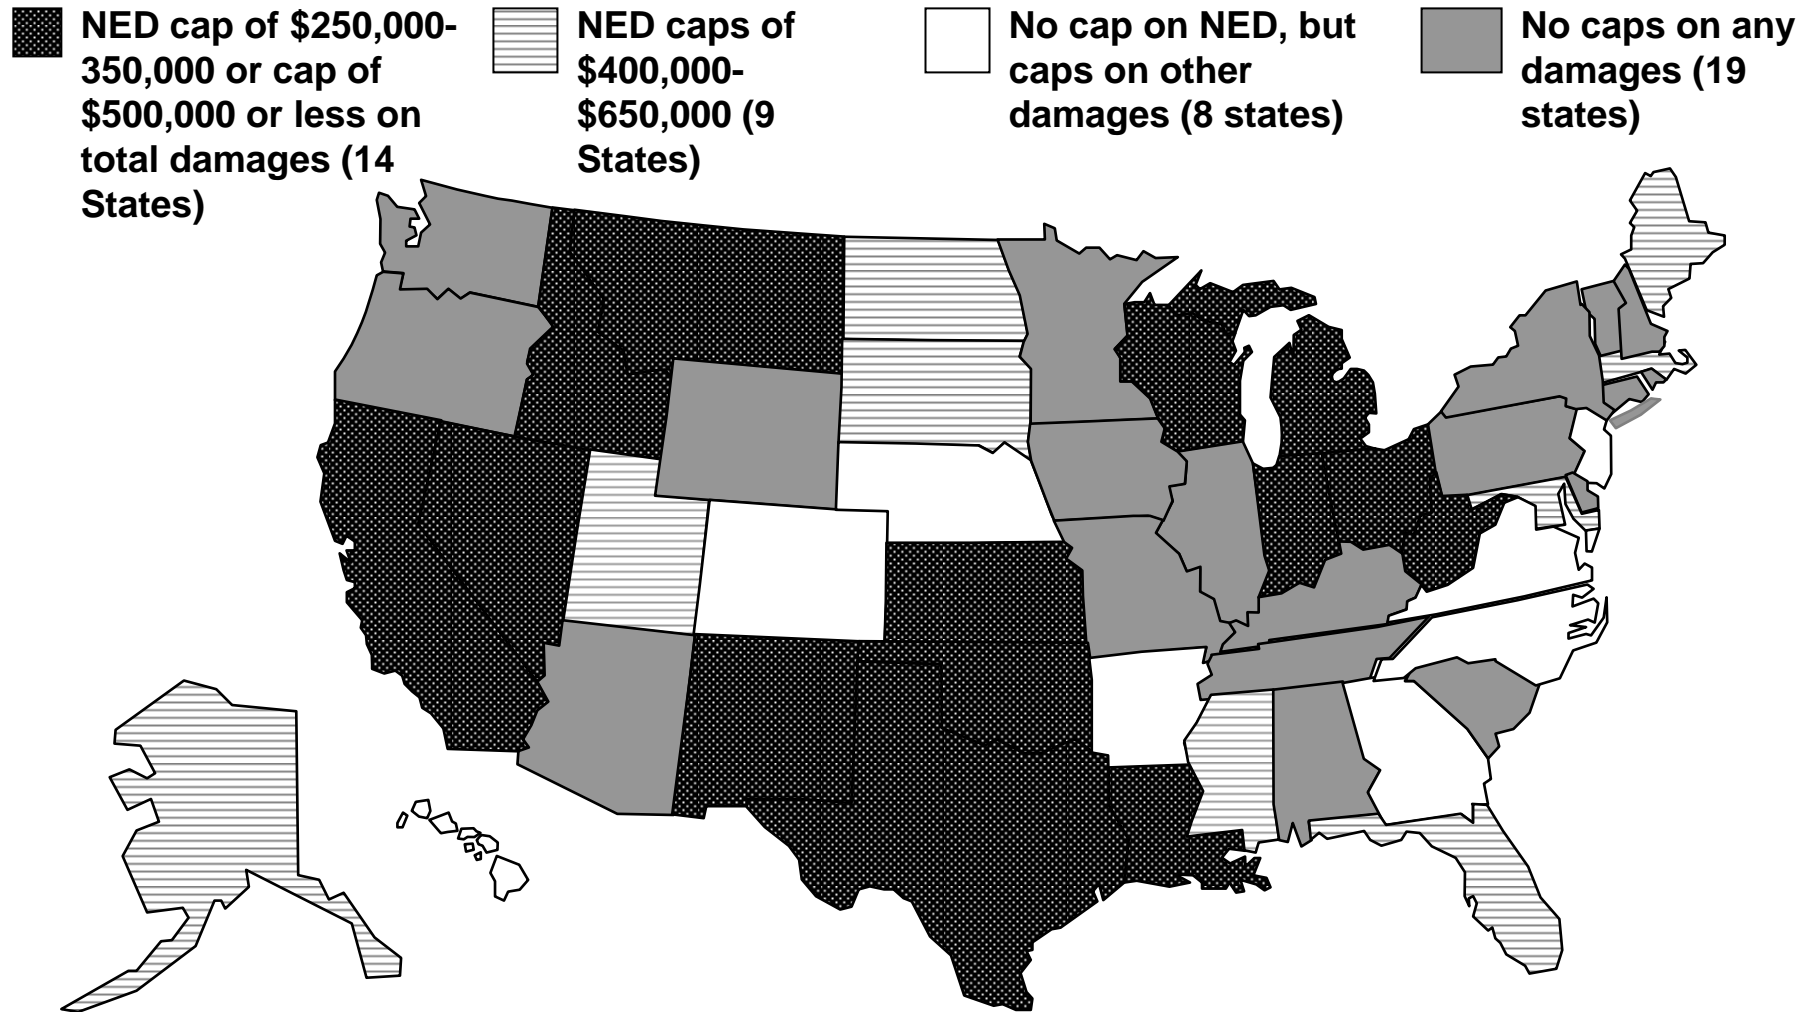 NED cap of $250,000-
350,000 or cap of
$500,000 or less on
total damages (14
States)
NED caps of
$400,000-
$650,000 (9
States)
No cap on NED, but
caps on other
damages (8 states)
No caps on any
damages (19
states)